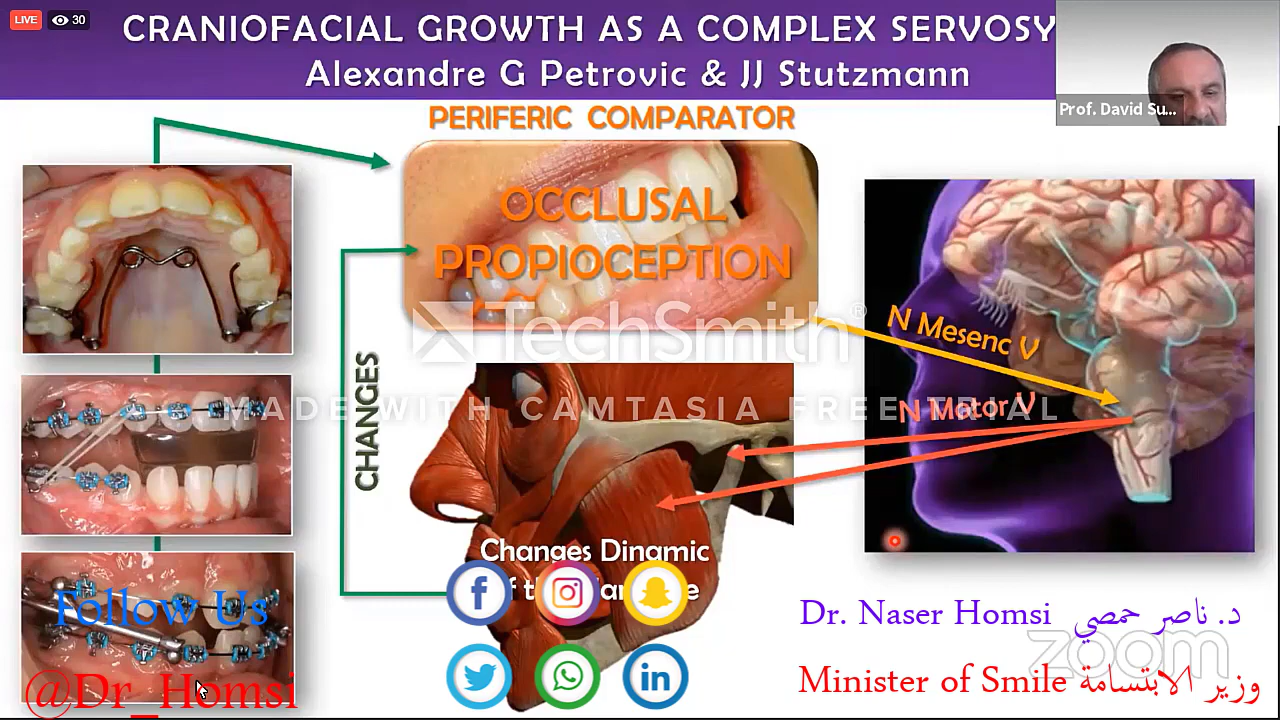 LIVE 30
CRANIOFACIAL GROWTH AS A COMPLEX SERVOSY
Alexandre G Petrovic & JJ Stutzmann
Prof. David Su...
PERIFERIC COMPARATOR
OCCLUSAL
PROPIOCEPTION
TechSmith®
MADE WITH CAMTASIA FREE TRIAL
N Mesenc V
N Motor V
CHANGES
Changes Dinamic
Follow Us
@Dr_Homsi
Dr. Naser Homsi د. ناصر حمصي
zoom
Minister of Smile وزير الابتسامة